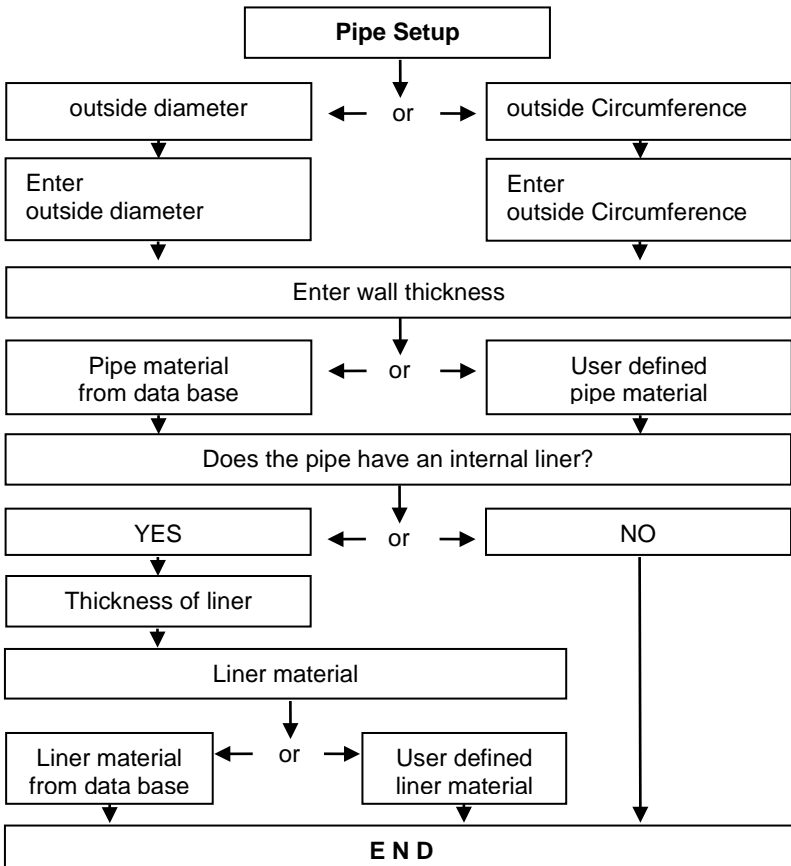 Pipe Setup
outside diameter
or
outside Circumference
Enter
outside diameter
Enter
outside Circumference
Enter wall thickness
Pipe material
from data base
or
User defined
pipe material
Does the pipe have an internal liner?
YES
or
NO
Thickness of liner
Liner material
Liner material
from data base
or
User defined
liner material
E N D